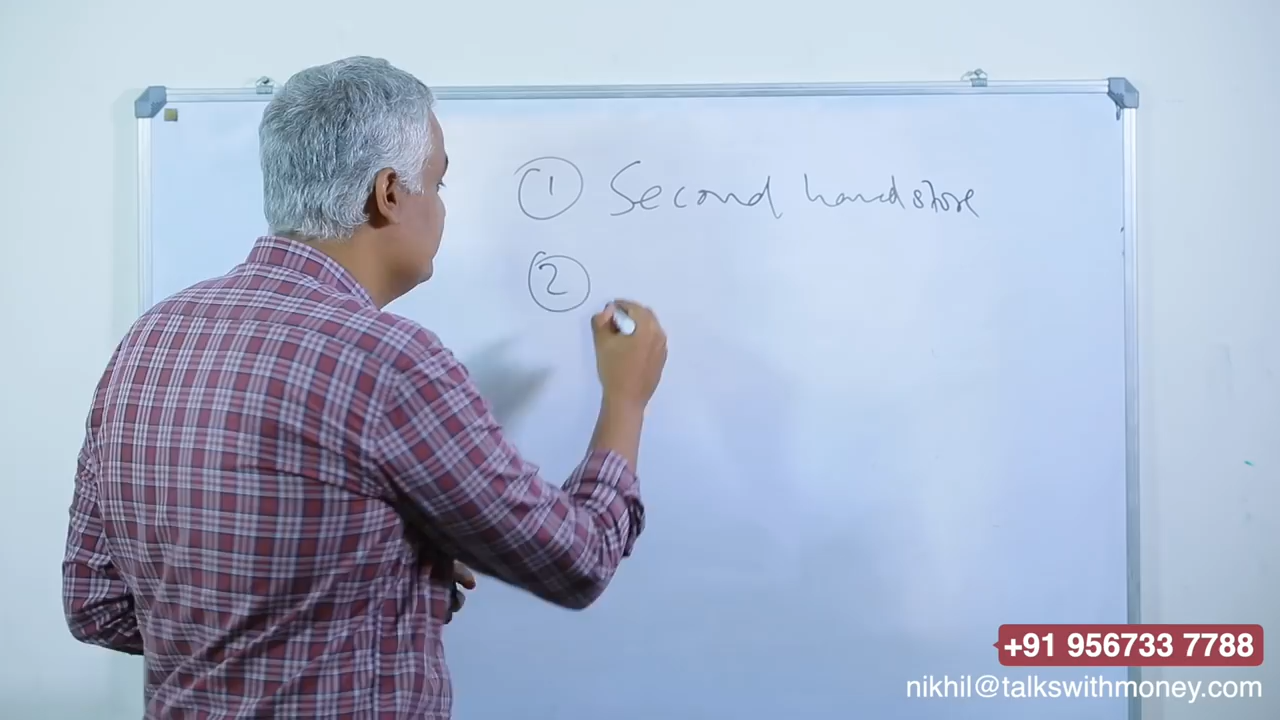 ① Second hand store
②
+91 956733 7788
nikhil@talkswithmoney.com